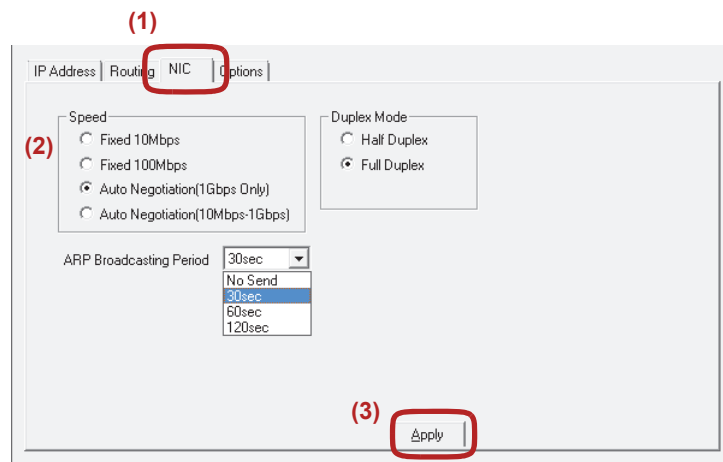 (1)
IP Address Routing NIC Options
Speed
Duplex Mode
(2)
Fixed 10Mbps
Half Duplex
Fixed 100Mbps
Full Duplex
Auto Negotiation(1Gbps Only)
Auto Negotiation(10Mbps-1Gbps)
ARP Broadcasting Period 30sec
No Send
30sec
60sec
120sec
(3)
Apply